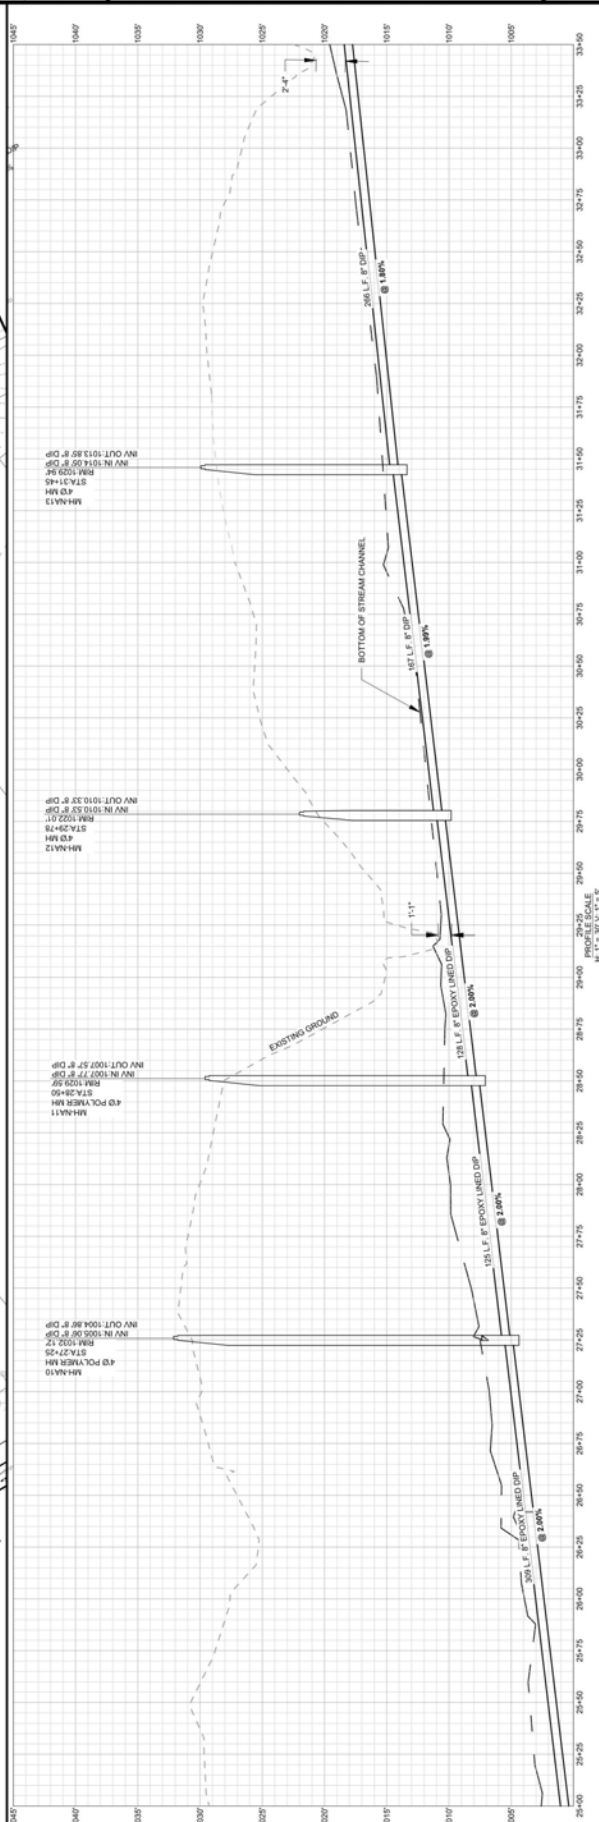 1045'
1035'
1030'
1025'
1020'
1015'
1010'
1005'
33+50
33+25
33+00
32+75
32+50
32+25
32+00
31+75
31+50
31+25
31+00
30+75
30+50
30+25
30+00
29+75
29+50
29+25
29+00
28+75
28+50
28+25
28+00
27+75
27+50
27+25
27+00
26+75
26+50
26+25
26+00
25+75
25+50
25+25
25+00
MH-NA10
4'Ø POLYMER MH
STA:27+25
RIM:1032.12'
INV IN:1005.06' 8" DIP
INV OUT:1004.86' 8" DIP
MH-NA11
4'Ø POLYMER MH
STA:28+50
RIM:1029.59'
INV IN:1007.77' 8" DIP
INV OUT:1007.57' 8" DIP
MH-NA12
4'Ø MH
STA:29+78
RIM:1022.01'
INV IN:1010.53' 8" DIP
INV OUT:1010.33' 8" DIP
MH-NA13
4'Ø MH
STA:31+45
RIM:1029.94'
INV IN:1014.05' 8" DIP
INV OUT:1013.85' 8" DIP
EXISTING GROUND
BOTTOM OF STREAM CHANNEL
1'-1"
2'-4"
309 L.F. 8" EPOXY LINED DIP
@ 2.00%
125 L.F. 8" EPOXY LINED DIP
@ 2.00%
128 L.F. 8" EPOXY LINED DIP
@ 2.00%
167 L.F. 8" DIP
@ 1.99%
266 L.F. 8" DIP
@ 1.80%
1045'
1035'
1030'
1025'
1020'
1015'
1010'
1005'
PROFILE SCALE
DIP